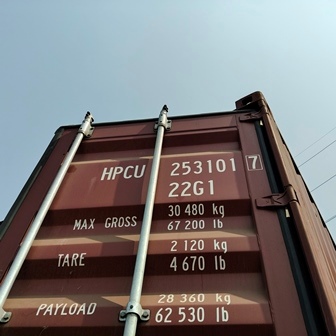 HPCU 253101 7
22G1
MAX GROSS 30 480 kg
67 200 lb
TARE 2 120 kg
4 670 lb
PAYLOAD 28 360 kg
62 530 lb